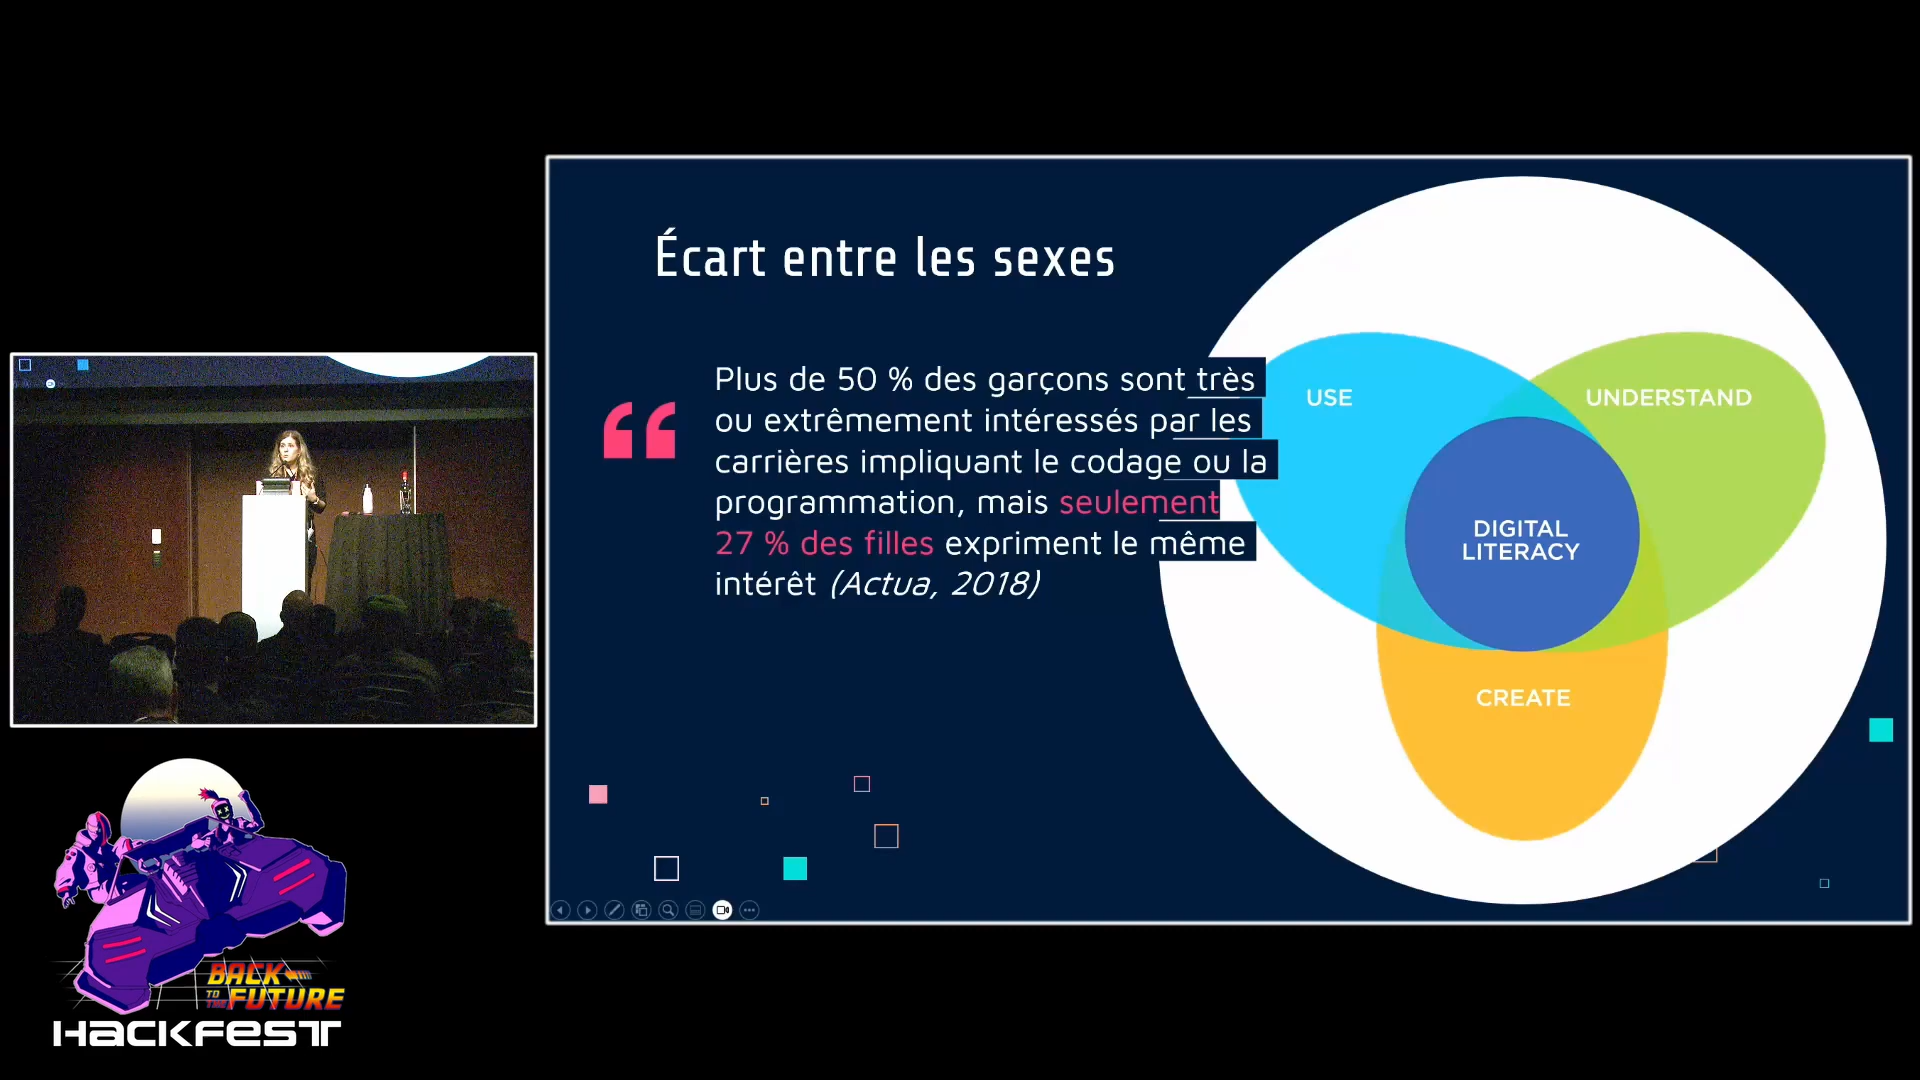 Écart entre les sexes
Plus de 50 % des garçons sont très
ou extrêmement intéressés par les
carrières impliquant le codage ou la
programmation, mais seulement
27 % des filles expriment le même
intérêt (Actua, 2018)
USE
UNDERSTAND
DIGITAL
LITERACY
CREATE
BACK
TO THE FUTURE
HACKFEST